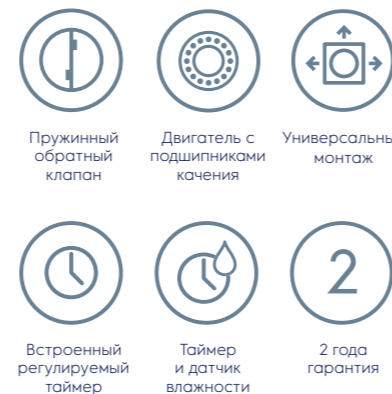 Пружинный
обратный
клапан
Двигатель с
подшипниками
качения
Универсальны
монтаж
2
Встроенный
регулируемый
таймер
Таймер
и датчик
влажности
2 года
гарантия